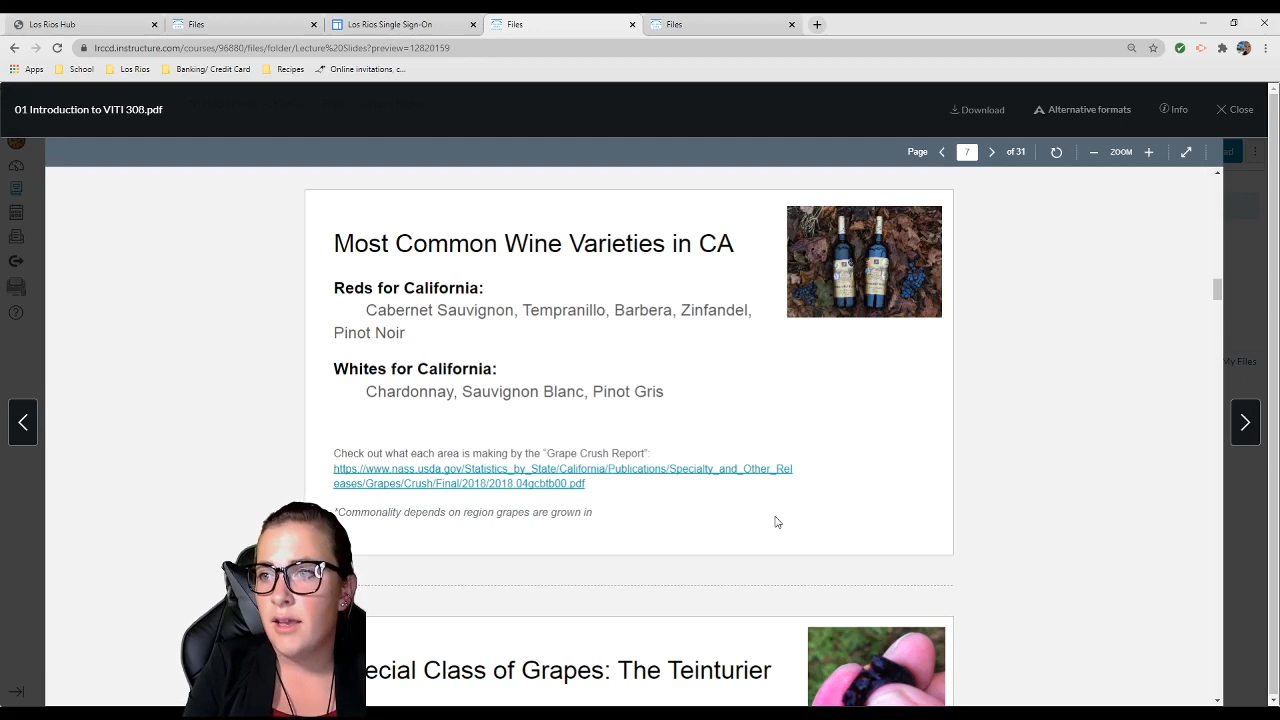 Los Rios Hub
Files
Los Rios Single Sign-On
Files
Files
lrccd.instructure.com/courses/96880/files/folder/Lecture%20Slides?preview=12820159
Apps
School
Los Rios
Banking/ Credit Card
Recipes
Online invitations, c...
01 Introduction to VITI 308.pdf
Download
Alternative formats
Info
Close
Page
7
of 31
ZOOM
ed
My Files
Most Common Wine Varieties in CA
Reds for California:
Cabernet Sauvignon, Tempranillo, Barbera, Zinfandel,
Pinot Noir
Whites for California:
Chardonnay, Sauvignon Blanc, Pinot Gris
Check out what each area is making by the "Grape Crush Report":
https://www.nass.usda.gov/Statistics_by_State/California/Publications/Specialty_and_Other_Rel
eases/Grapes/Crush/Final/2018/2018.04gcbtb00.pdf
*Commonality depends on region grapes are grown in
ecial Class of Grapes: The Teinturier